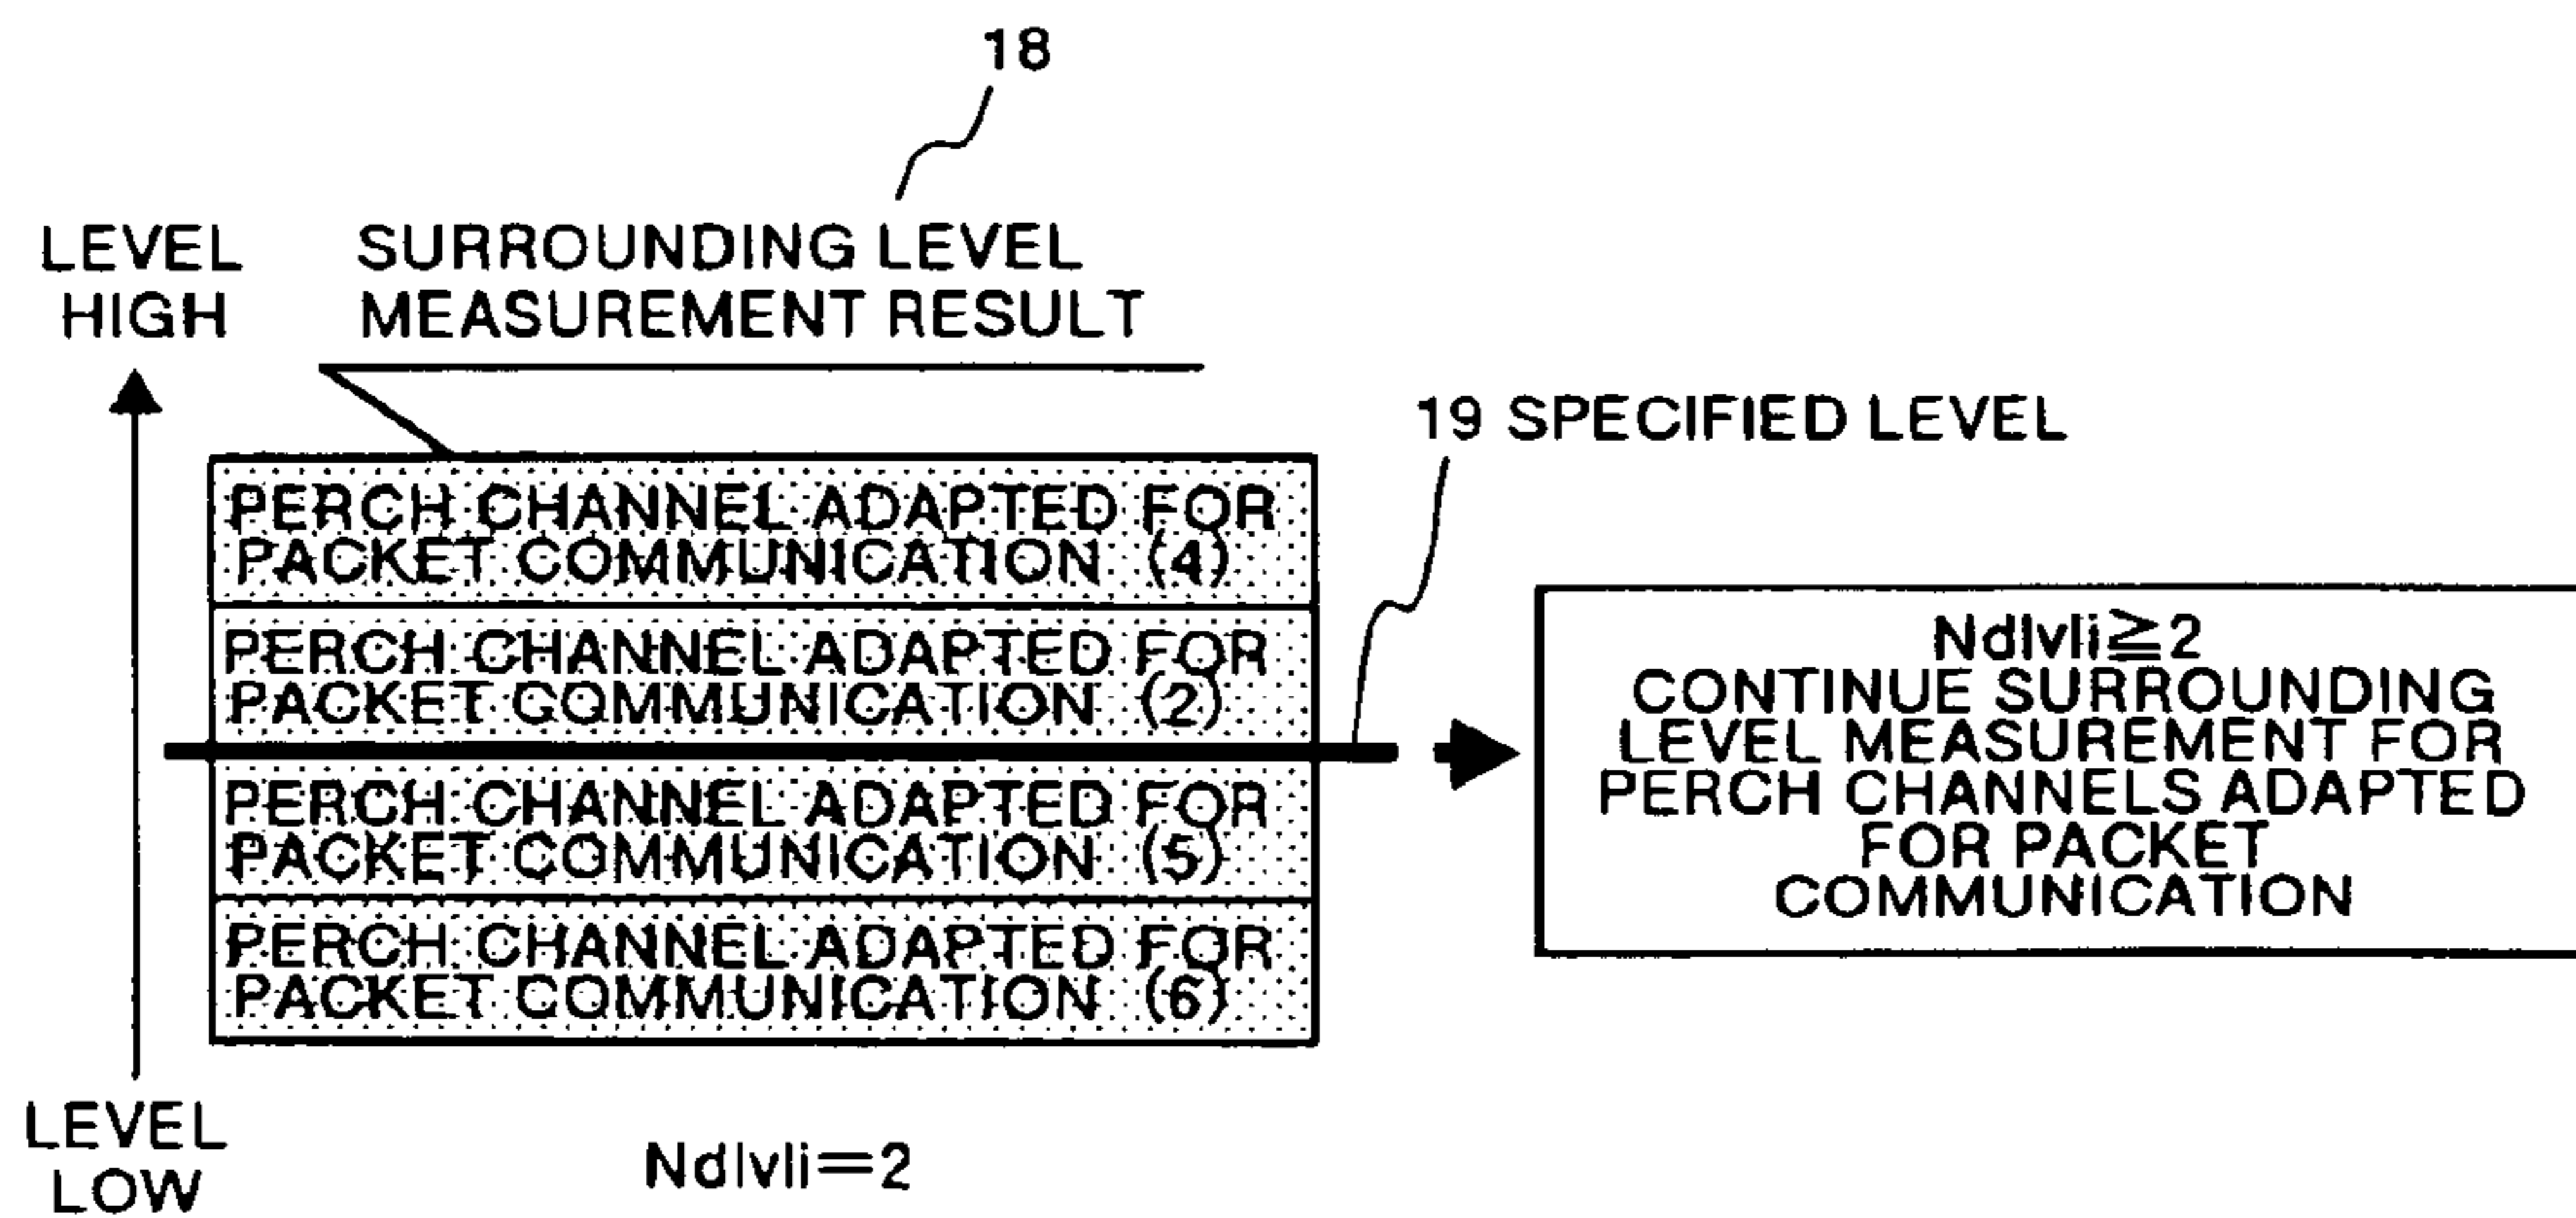 18
LEVEL
HIGH
SURROUNDING LEVEL
MEASUREMENT RESULT
19 SPECIFIED LEVEL
PERCH CHANNEL ADAPTED FOR
PACKET COMMUNICATION (4)
PERCH CHANNEL ADAPTED FOR
PACKET COMMUNICATION (2)
PERCH CHANNEL ADAPTED FOR
PACKET COMMUNICATION (5)
PERCH CHANNEL ADAPTED FOR
PACKET COMMUNICATION (6)
Ndlvli≧2
CONTINUE SURROUNDING
LEVEL MEASUREMENT FOR
PERCH CHANNELS ADAPTED
FOR PACKET
COMMUNICATION
LEVEL
LOW
Ndlvli=2